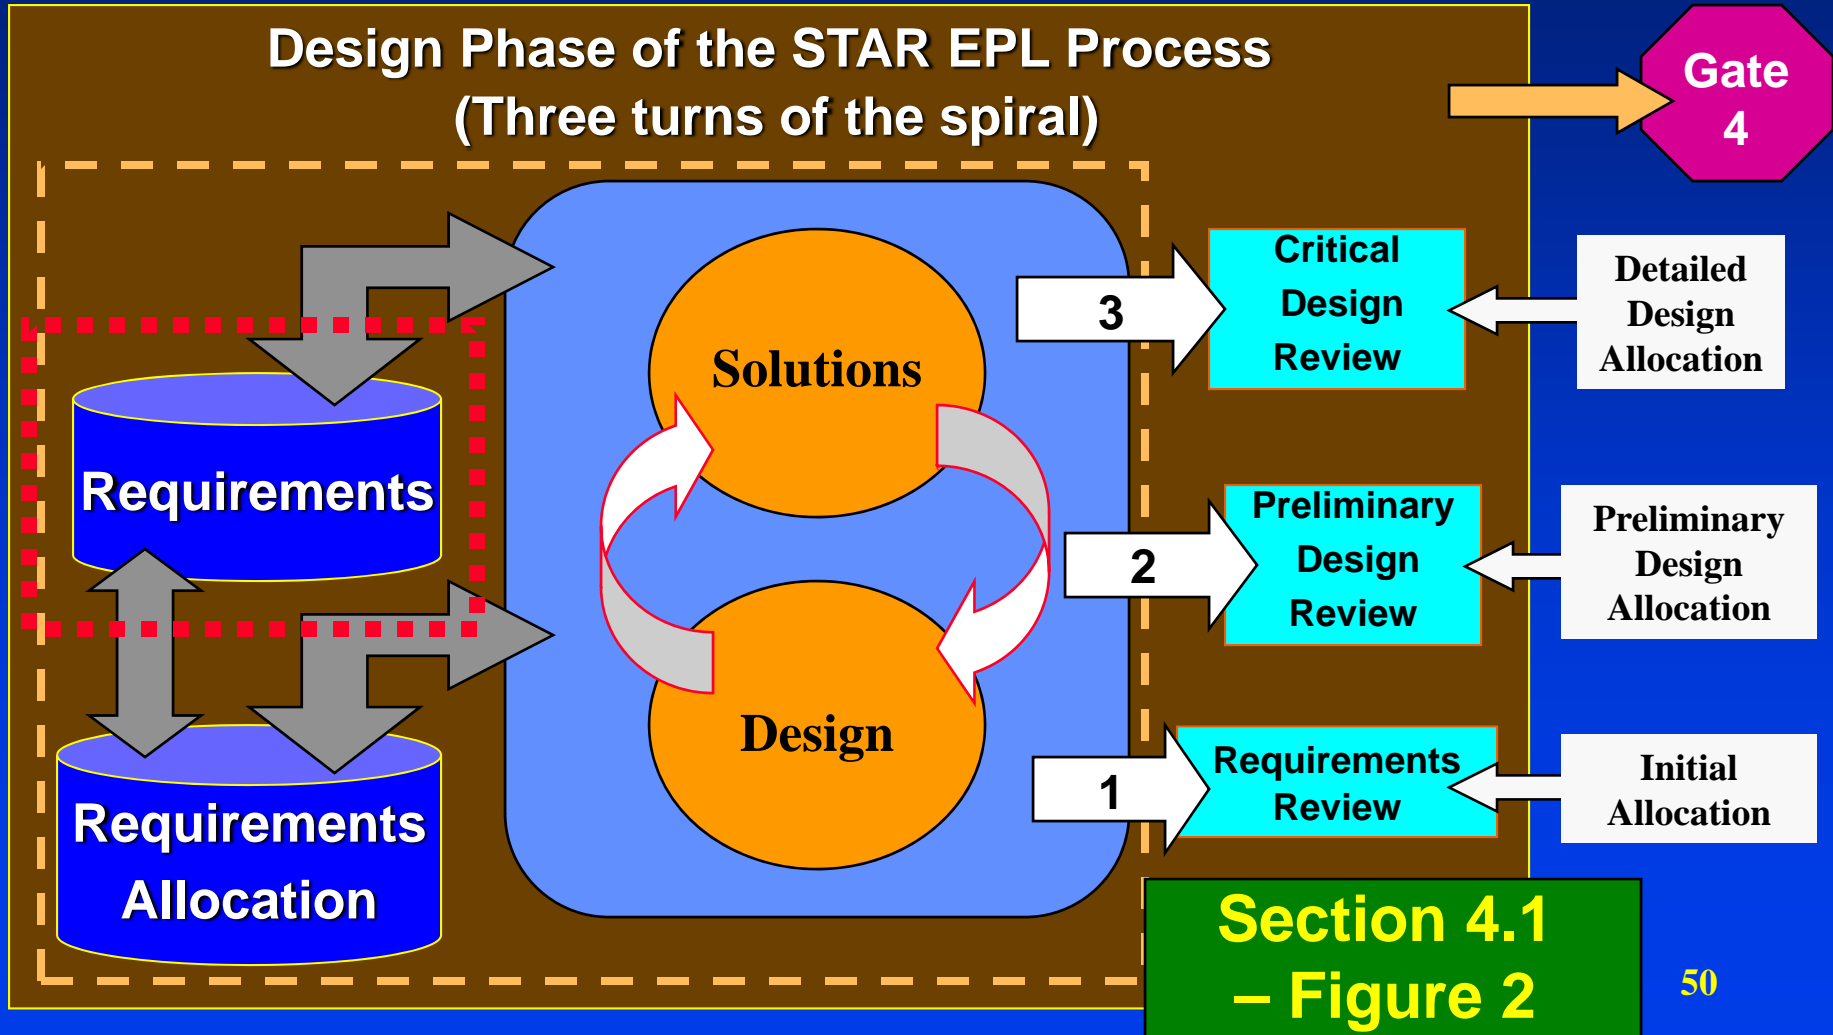 Design Phase of the STAR EPL Process
(Three turns of the spiral)
Gate
4
Requirements
Requirements
Allocation
Solutions
Design
3
Critical
Design
Review
Detailed
Design
Allocation
2
Preliminary
Design
Review
Preliminary
Design
Allocation
1
Requirements
Review
Initial
Allocation
Section 4.1
– Figure 2
50